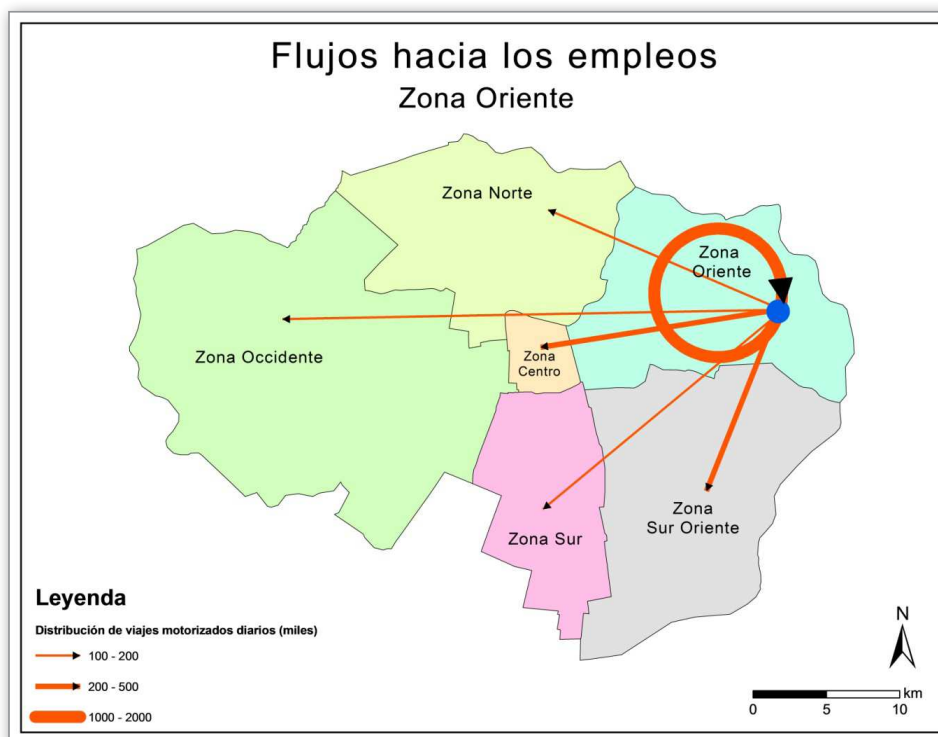 Flujos hacia los empleos
Zona Oriente
Zona Norte
Zona
Oriente
Zona Occidente
Zona
Centro
Zona
Sur Oriente
Zona Sur
Leyenda
Distribución de viajes motorizados diarios (miles)
100 - 200
200 - 500
1000 - 2000
N
km
0 5 10